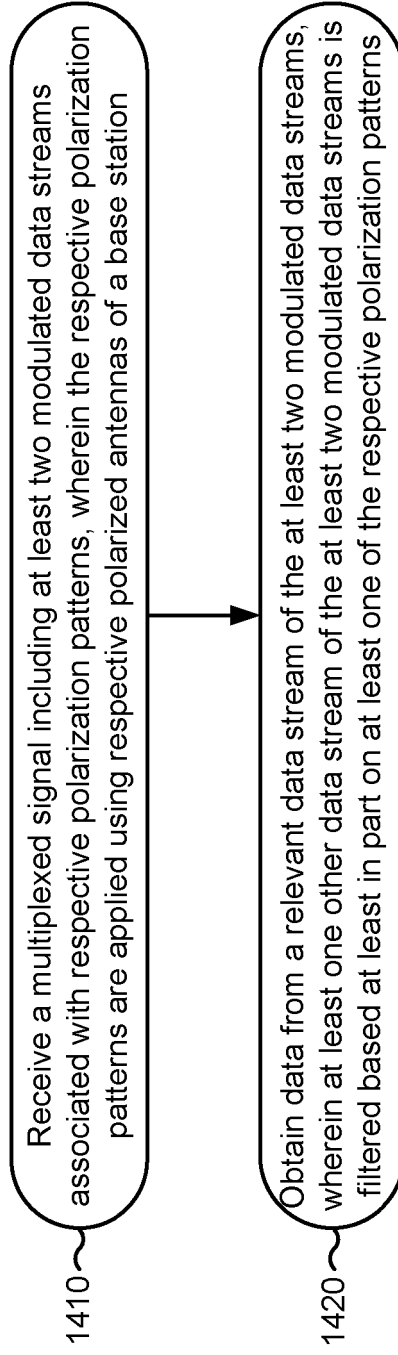 1410
Receive a multiplexed signal including at least two modulated data streams
associated with respective polarization patterns, wherein the respective polarization
patterns are applied using respective polarized antennas of a base station
1420
Obtain data from a relevant data stream of the at least two modulated data streams,
wherein at least one other data stream of the at least two modulated data streams is
filtered based at least in part on at least one of the respective polarization patterns